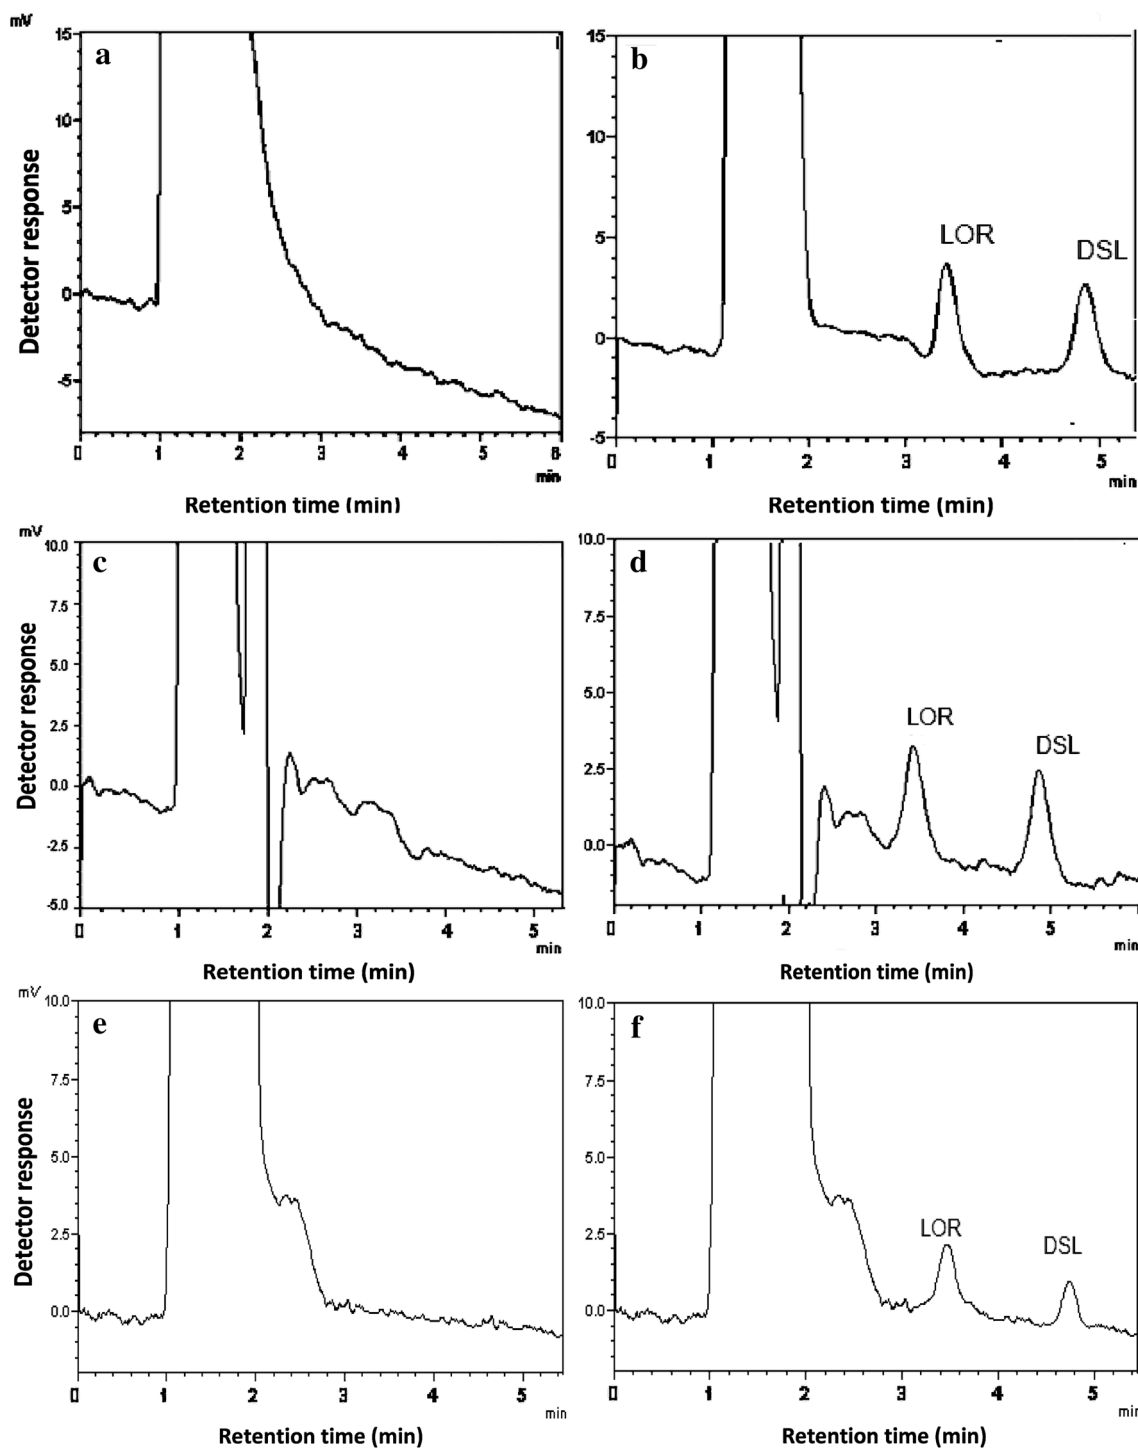 mV
a
15
10
5
0
-5
0 1 2 3 4 5 6
min
Detector response
Retention time (min)
b
15
10
5
0
-5
LOR
DSL
0 1 2 3 4 5
min
Retention time (min)
mV
c
10.0
7.5
5.0
2.5
0.0
-2.5
-5.0
0 1 2 3 4 5
min
Detector response
Retention time (min)
d
10.0
7.5
5.0
2.5
0.0
LOR
DSL
0 1 2 3 4 5
min
Retention time (min)
mV
e
10.0
7.5
5.0
2.5
0.0
0 1 2 3 4 5
min
Detector response
Retention time (min)
f
10.0
7.5
5.0
2.5
0.0
LOR
DSL
0 1 2 3 4 5
min
Retention time (min)